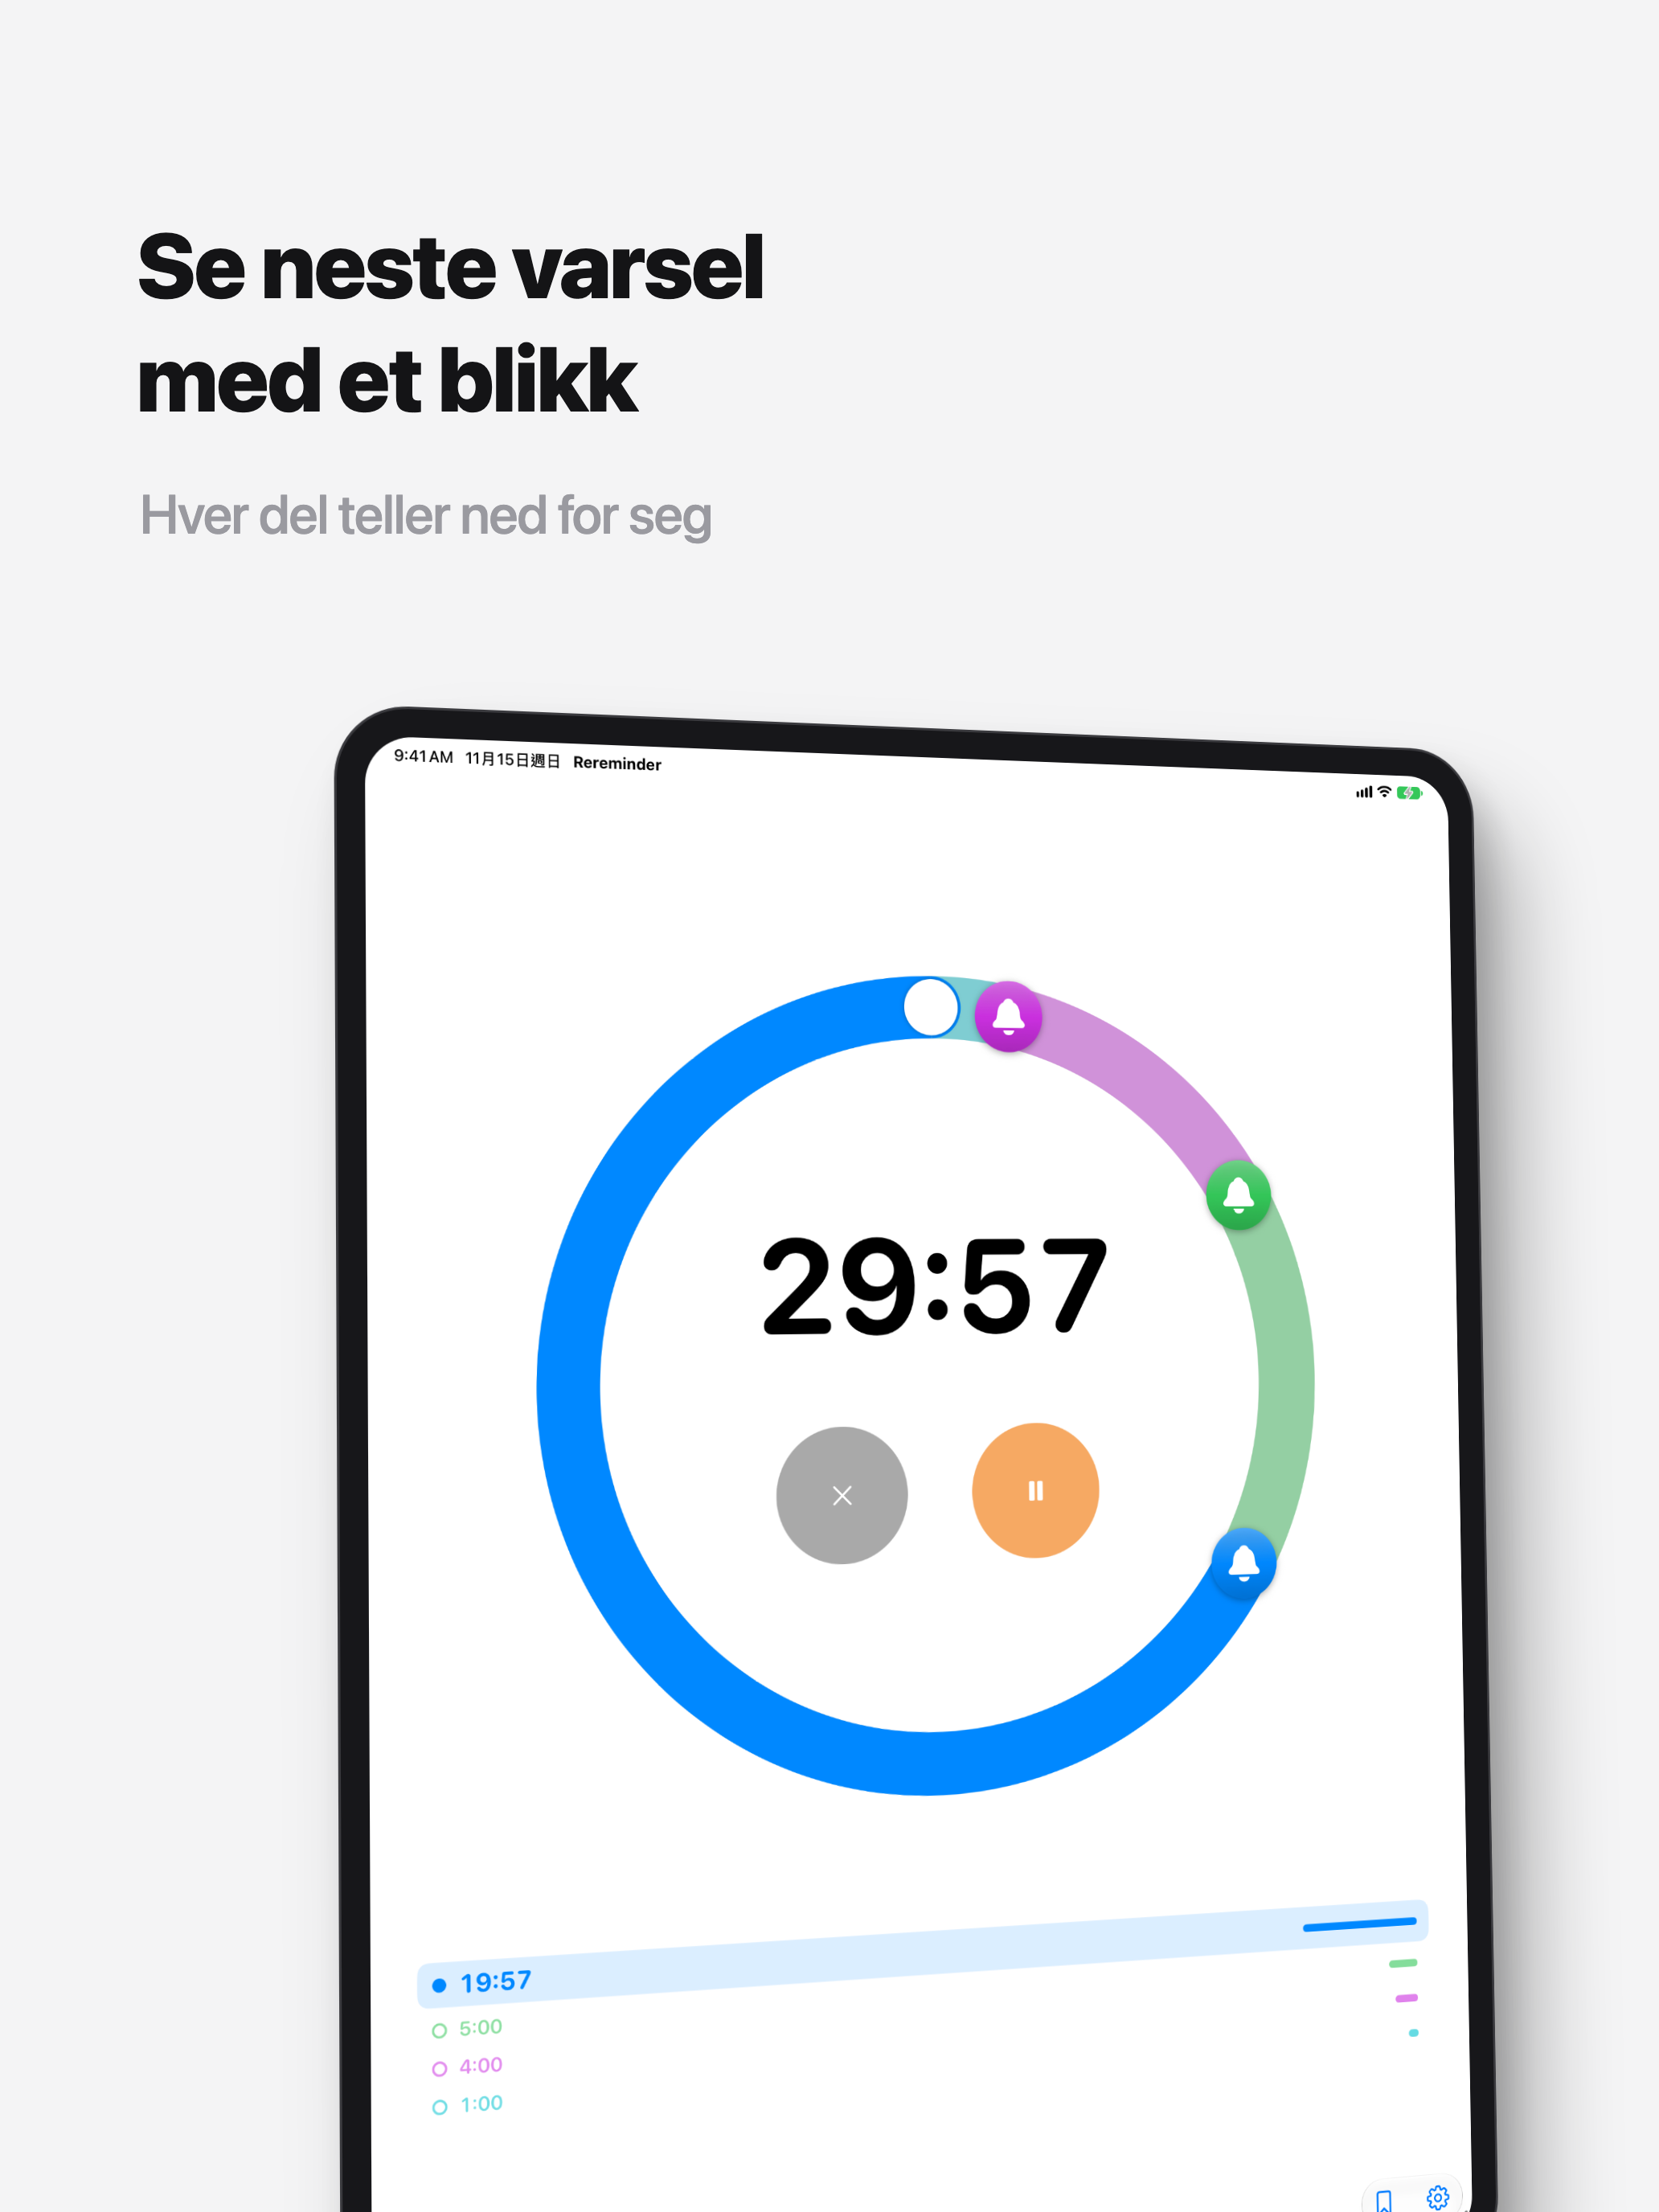 Se neste varsel
med et blikk
Hver del teller ned for seg
9:41 AM 11月15日週日 Rereminder
29:57
19:57
5:00
4:00
1:00